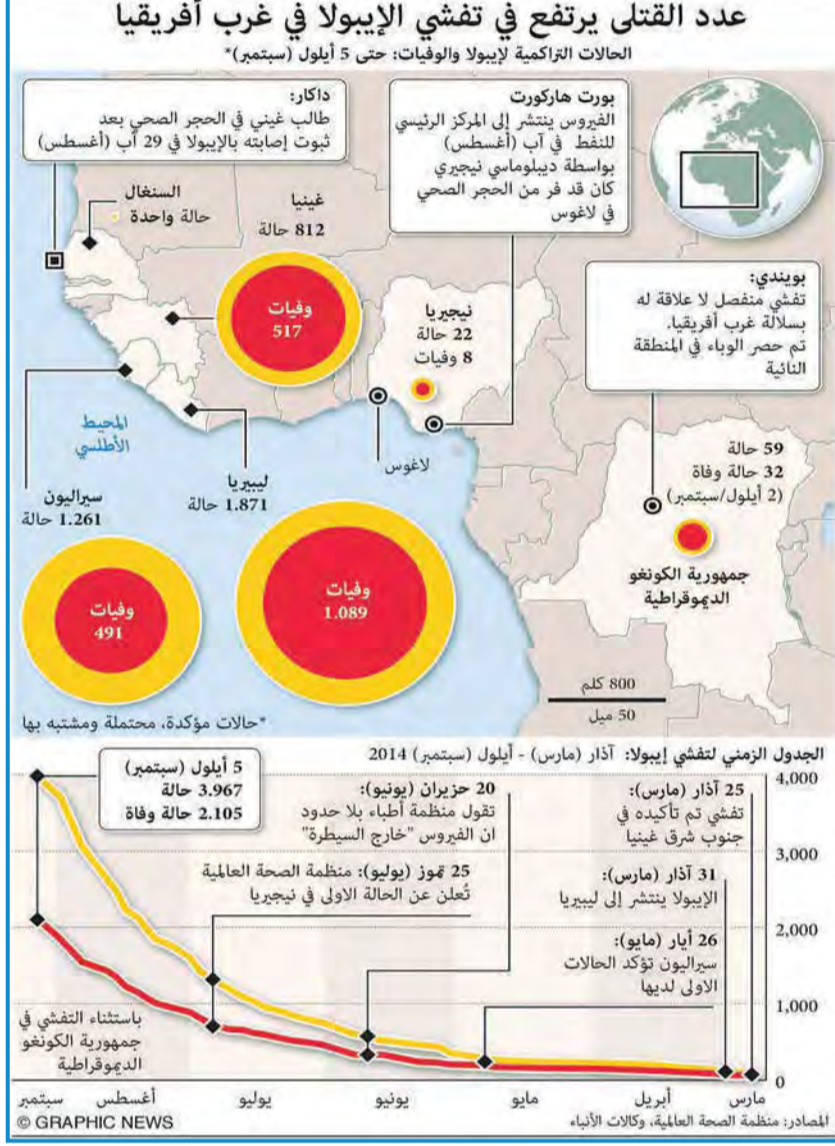 عدد القتلى يرتفع في تفشي الإيبولا في غرب أفريقيا
الحالات التراكمية لإيبولا والوفيات: حتى 5 أيلول (سبتمبر)*
داكار:
طالب غيني في الحجر الصحي بعد
ثبوت إصابته بالإيبولا في 29 آب (أغسطس)
بورت هاركورت
الفيروس ينتشر إلى المركز الرئيسي
للنفط في آب (أغسطس)
بواسطة ديبلوماسي نيجيري
كان قد فر من الحجر الصحي
في لاغوس
السنغال
حالة واحدة
غينيا
812 حالة
وفيات
517
نيجيريا
22 حالة
8 وفيات
بويندي:
تفشي منفصل لا علاقة له
بسلالة غرب أفريقيا.
تم حصر الوباء في المنطقة
النائية
المحيط
الأطلسي
لاغوس
ليبيريا
1.871 حالة
سيراليون
1.261 حالة
59 حالة
32 حالة وفاة
(2 أيلول/سبتمبر)
جمهورية الكونغو
الديموقراطية
وفيات
1.089
وفيات
491
800 كلم
50 ميل
*حالات مؤكدة، محتملة ومشتبه بها
الجدول الزمني لتفشي إيبولا: آذار (مارس) - أيلول (سبتمبر) 2014
25 آذار (مارس):
تفشي تم تأكيده في
جنوب شرق غينيا
31 آذار (مارس):
الإيبولا ينتشر إلى ليبيريا
26 أيار (مايو):
سيراليون تؤكد الحالات
الاولى لديها
20 حزيران (يونيو):
تقول منظمة أطباء بلا حدود
ان الفيروس "خارج السيطرة"
25 تموز (يوليو): منظمة الصحة العالمية
تُعلن عن الحالة الاولى في نيجيريا
5 أيلول (سبتمبر)
3.967 حالة
2.105 حالة وفاة
باستثناء التفشي في
جمهورية الكونغو
الديموقراطية
4,000
3,000
2,000
1,000
0
مارس أبريل مايو يونيو يوليو أغسطس سبتمبر
المصادر: منظمة الصحة العالمية، وكالات الأنباء
© GRAPHIC NEWS